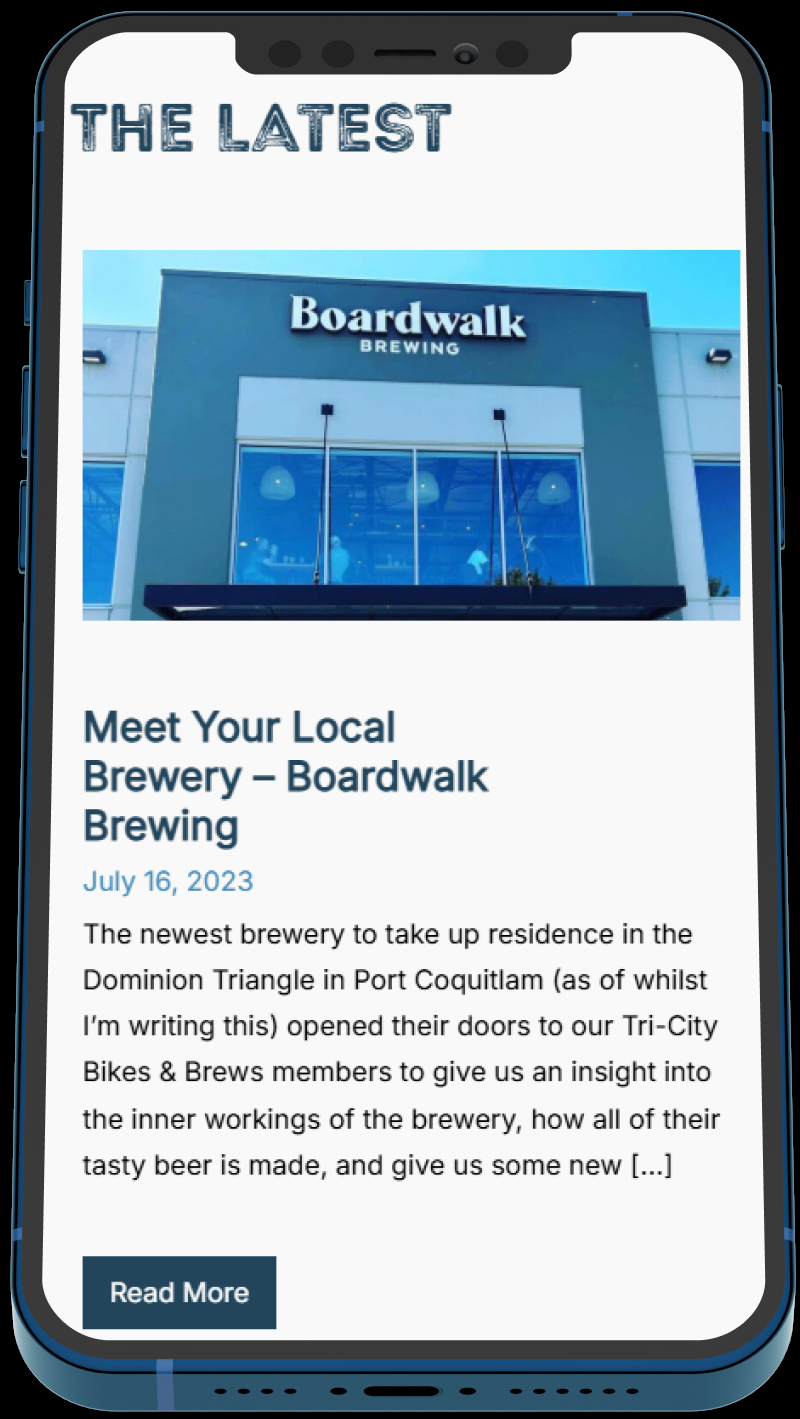 THE LATEST
Boardwalk
BREWING
Meet Your Local
Brewery – Boardwalk
Brewing
July 16, 2023
The newest brewery to take up residence in the
Dominion Triangle in Port Coquitlam (as of whilst
I’m writing this) opened their doors to our Tri-City
Bikes & Brews members to give us an insight into
the inner workings of the brewery, how all of their
tasty beer is made, and give us some new [...]
Read More